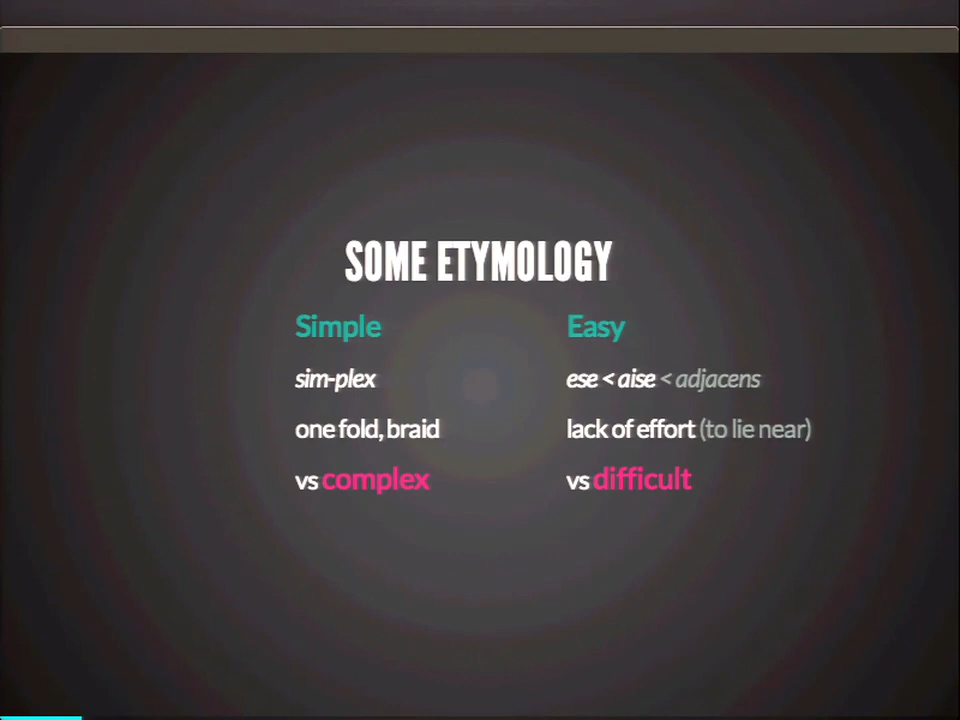 SOME ETYMOLOGY
Simple Easy
sim-plex ese < aise < adjacens
one fold, braid lack of effort (to lie near)
vs complex vs difficult